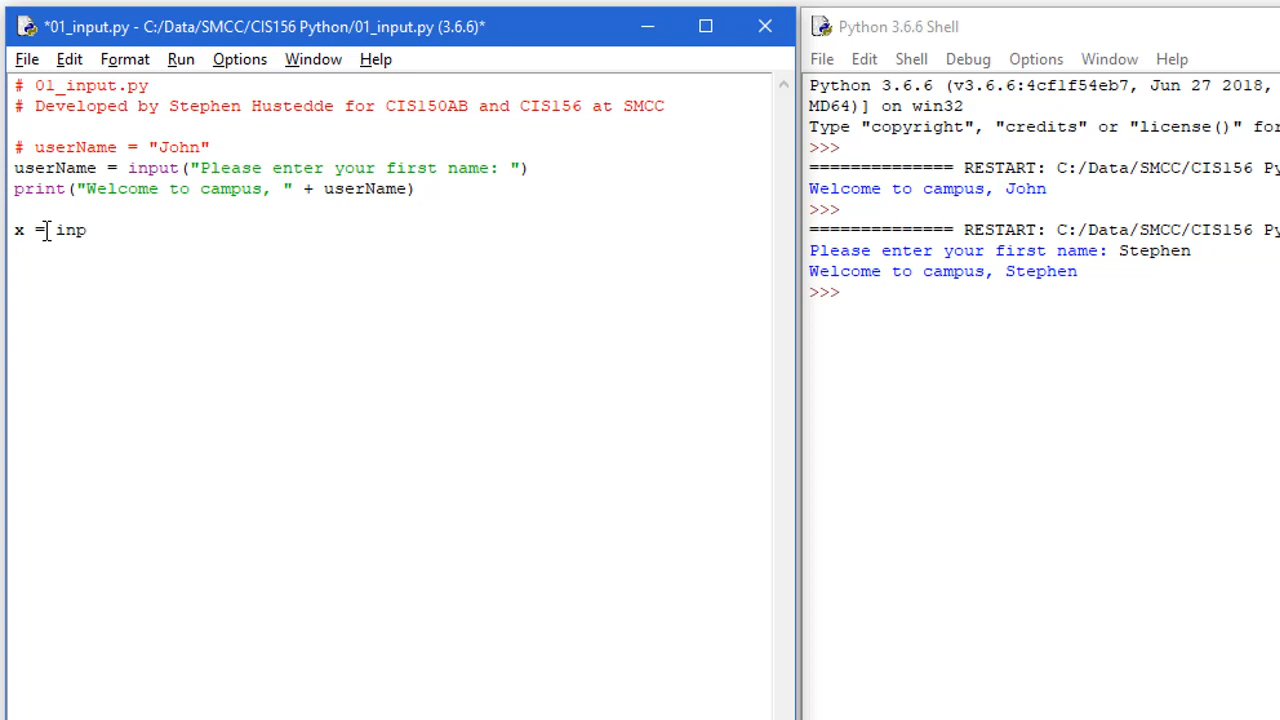 *01_input.py - C:/Data/SMCC/CIS156 Python/01_input.py (3.6.6)*
File Edit Format Run Options Window Help
# 01_input.py
# Developed by Stephen Hustedde for CIS150AB and CIS156 at SMCC
# userName = "John"
userName = input("Please enter your first name: ")
print("Welcome to campus, " + userName)
x = inp
Python 3.6.6 Shell
File Edit Shell Debug Options Window Help
Python 3.6.6 (v3.6.6:4cf1f54eb7, Jun 27 2018,
MD64)] on win32
Type "copyright", "credits" or "license()" for
>>>
============== RESTART: C:/Data/SMCC/CIS156 Py
Welcome to campus, John
>>>
============== RESTART: C:/Data/SMCC/CIS156 Py
Please enter your first name: Stephen
Welcome to campus, Stephen
>>>